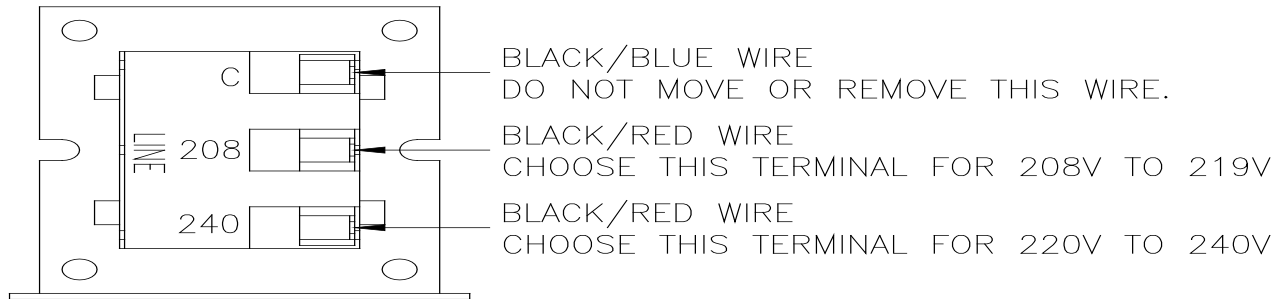 C
BLACK/BLUE WIRE
DO NOT MOVE OR REMOVE THIS WIRE.
LINE
208
BLACK/RED WIRE
CHOOSE THIS TERMINAL FOR 208V TO 219V
240
BLACK/RED WIRE
CHOOSE THIS TERMINAL FOR 220V TO 240V